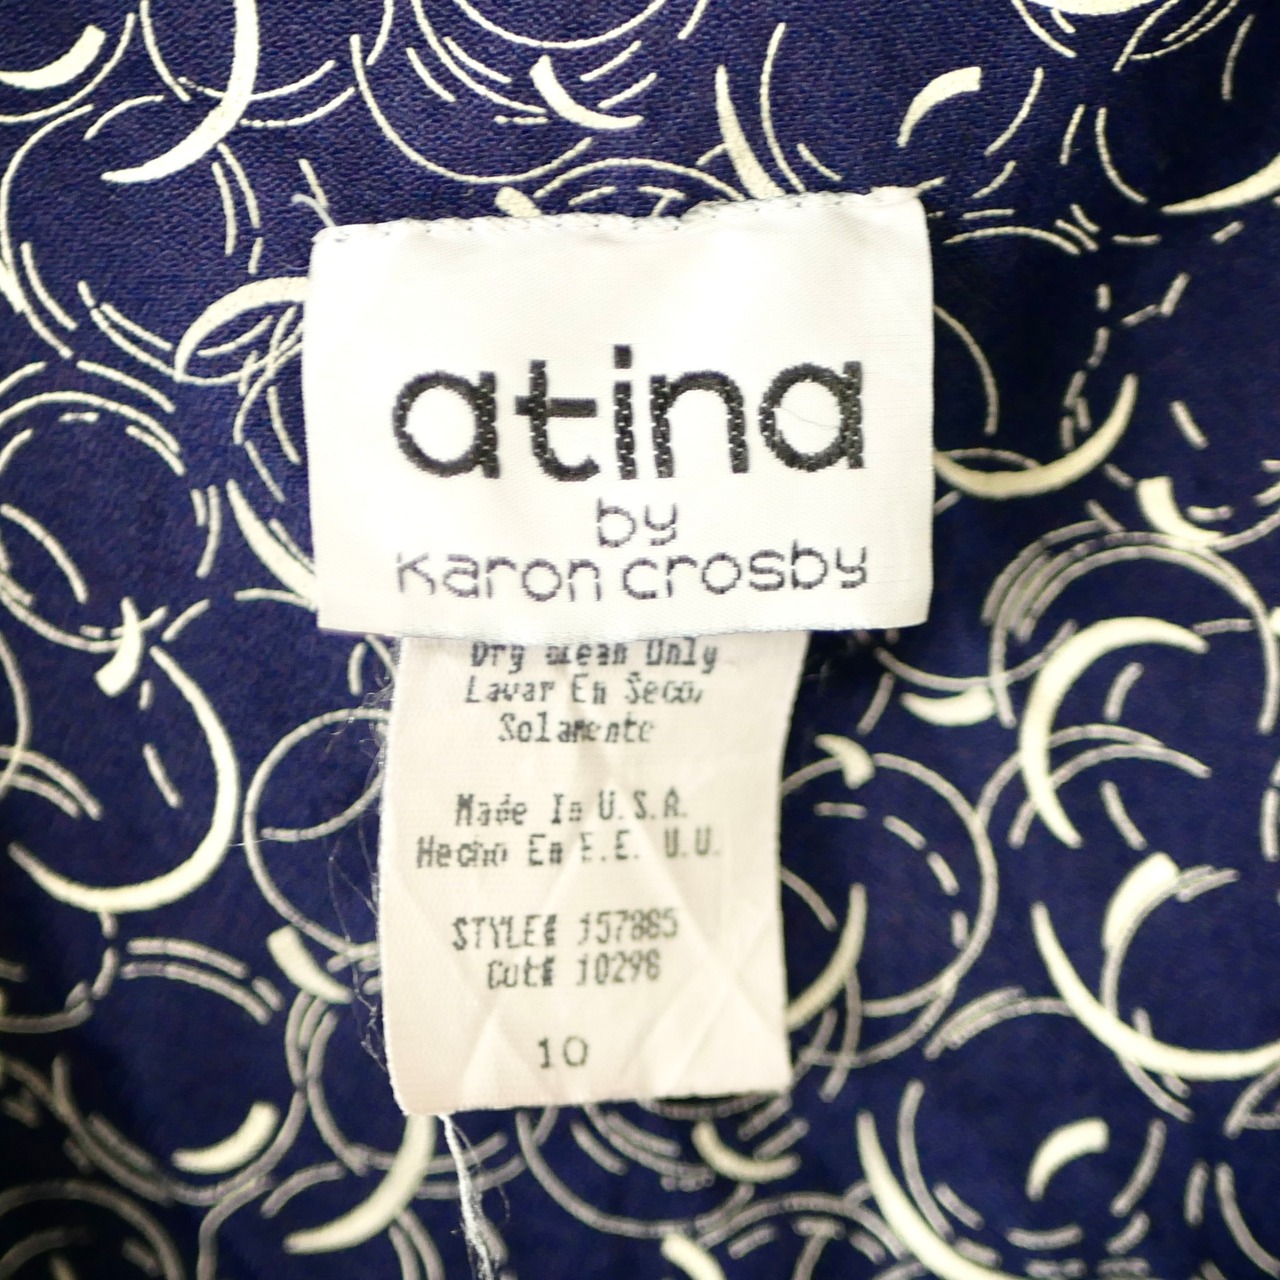 atina
by
Karon Crosby
Dry Clean Only
Lavar En Seco,
Solamente
Made In U.S.A.
Hecho En E.E. U.U.
STYLE# 157885
Cut# 10298
10